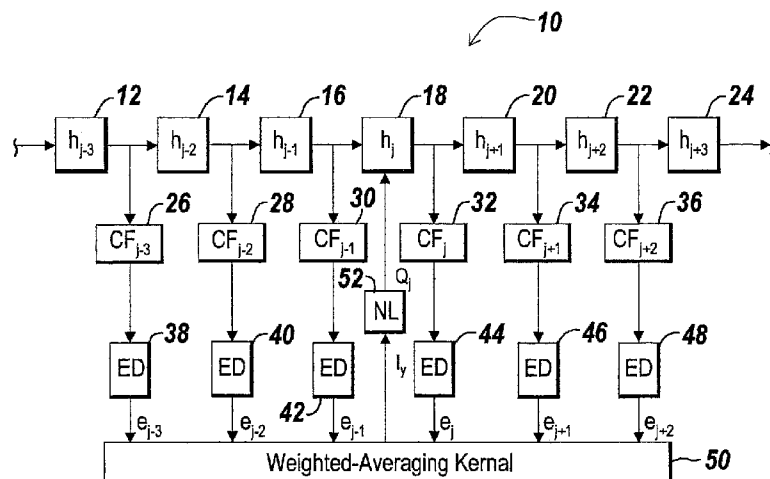 10
12 14 16 18 20 22 24
h_{j-3} h_{j-2} h_{j-1} h_j h_{j+1} h_{j+2} h_{j+3}
26 28 30 32 34 36
CF_{j-3} CF_{j-2} CF_{j-1} CF_j CF_{j+1} CF_{j+2}
52 Q_j
NL
38 40 44 46 48
ED ED ED ED ED ED
42 I_y
e_{j-3} e_{j-2} e_{j-1} e_j e_{j+1} e_{j+2}
Weighted-Averaging Kernal 50